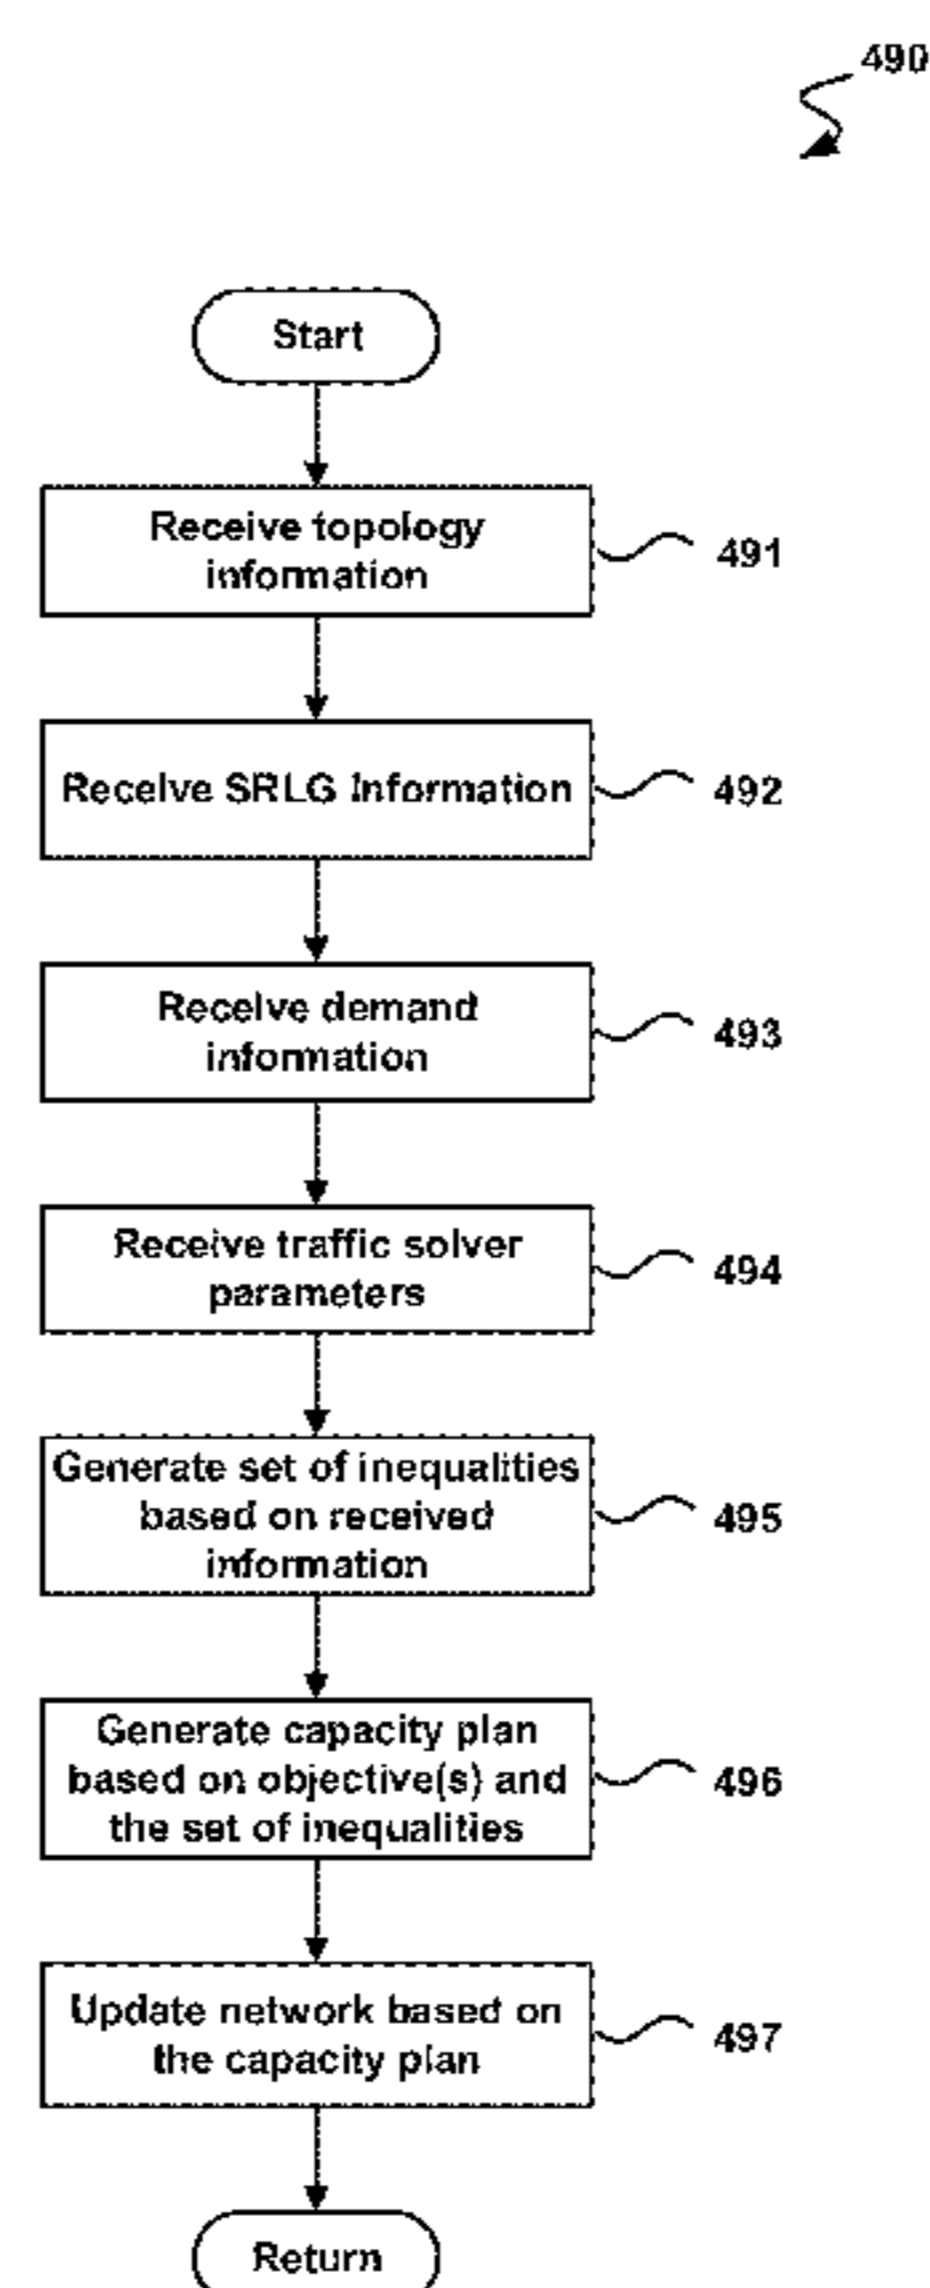 490
Start
Receive topology
information
491
Receive SRLG Information
492
Receive demand
information
493
Receive traffic solver
parameters
494
Generate set of inequalities
based on received
information
495
Generate capacity plan
based on objective(s) and
the set of inequalities
496
Update network based on
the capacity plan
497
Return